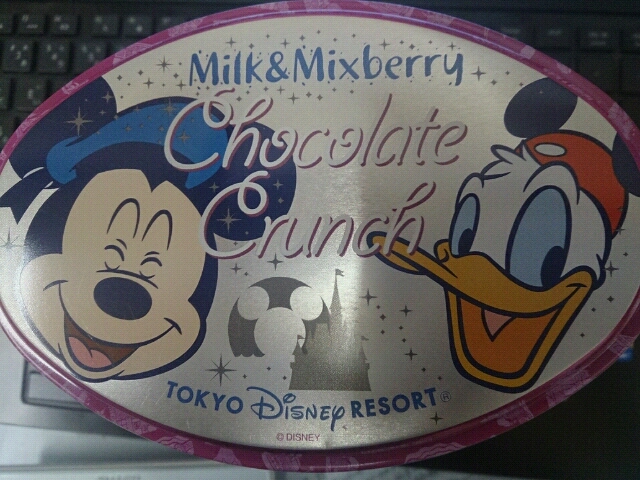 Milk&Mixberry
Chocolate
Crunch
TOKYO Disney RESORT®
© DISNEY